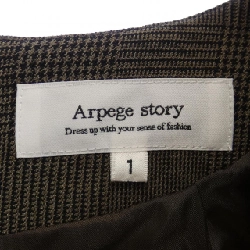 Arpege story
Dress up with your sense of fashion
1